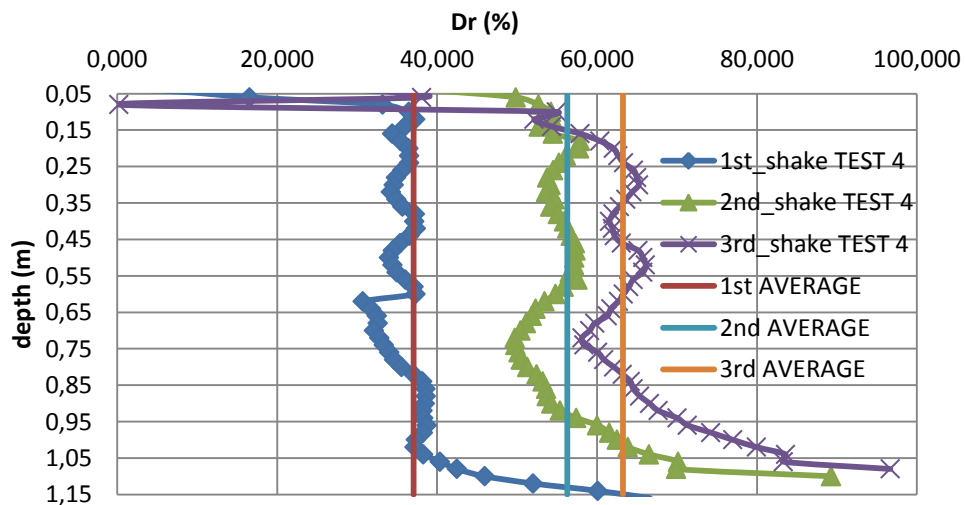 Dr (%)
0,000 20,000 40,000 60,000 80,000 100,000
0,05
0,15
0,25
0,35
0,45
0,55
0,65
0,75
0,85
0,95
1,05
1,15
depth (m)
1st_shake TEST 4
2nd_shake TEST 4
3rd_shake TEST 4
1st AVERAGE
2nd AVERAGE
3rd AVERAGE